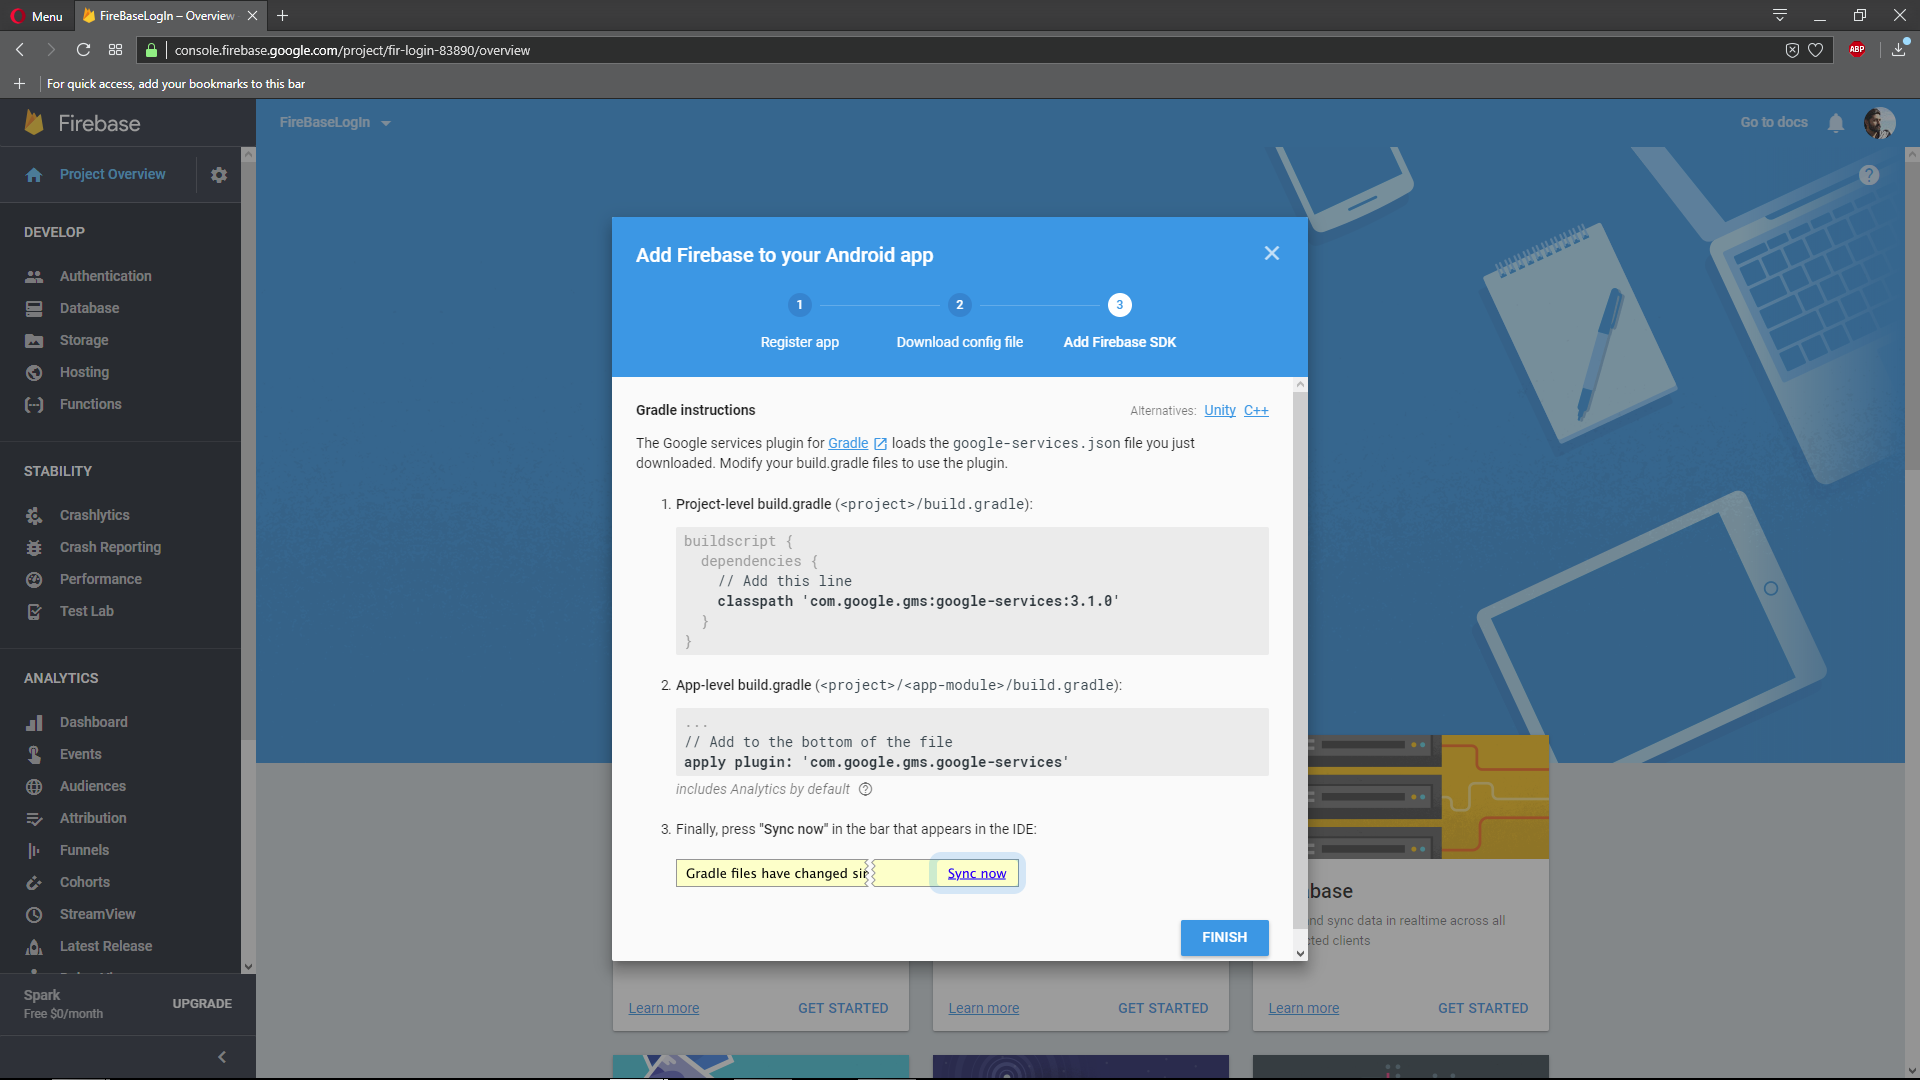 Menu
FireBaseLogIn – Overview
console.firebase.google.com/project/fir-login-83890/overview
ABP
For quick access, add your bookmarks to this bar
Firebase
FireBaseLogIn
Go to docs
Project Overview
DEVELOP
Authentication
Database
Storage
Hosting
Functions
STABILITY
Crashlytics
Crash Reporting
Performance
Test Lab
ANALYTICS
Dashboard
Events
Audiences
Attribution
Funnels
Cohorts
StreamView
Latest Release
Spark
Free $0/month
UPGRADE
Add Firebase to your Android app
1
2
3
Register app
Download config file
Add Firebase SDK
Gradle instructions
Alternatives: Unity C++
The Google services plugin for Gradle loads the google-services.json file you just
downloaded. Modify your build.gradle files to use the plugin.
1. Project-level build.gradle (<project>/build.gradle):
buildscript {
dependencies {
// Add this line
classpath 'com.google.gms:google-services:3.1.0'
}
}
2. App-level build.gradle (<project>/<app-module>/build.gradle):
...
// Add to the bottom of the file
apply plugin: 'com.google.gms.google-services'
includes Analytics by default ?
3. Finally, press "Sync now" in the bar that appears in the IDE:
Gradle files have changed sin
Sync now
FINISH
base
nd sync data in realtime across all
ted clients
Learn more
GET STARTED
Learn more
GET STARTED
Learn more
GET STARTED